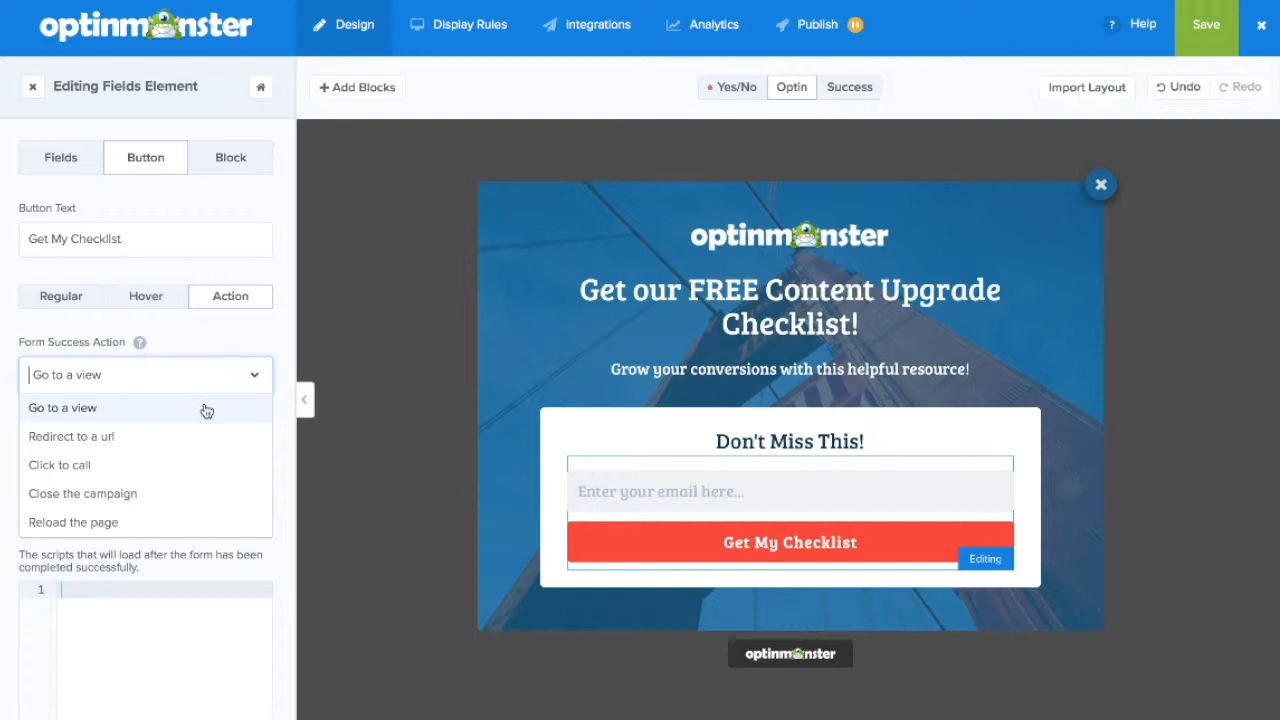 optinmonster
Design
Display Rules
Integrations
Analytics
Publish
? Help
Save
Editing Fields Element
+ Add Blocks
Yes/No
Optin
Success
Import Layout
Undo
Redo
Fields
Button
Block
Button Text
Get My Checklist
Regular
Hover
Action
Form Success Action ?
Go to a view
Go to a view
Redirect to a url
Click to call
Close the campaign
Reload the page
The scripts that will load after the form has been
completed successfully.
1
optinmonster
Get our FREE Content Upgrade
Checklist!
Grow your conversions with this helpful resource!
Don't Miss This!
Enter your email here...
Get My Checklist
Editing
optinmonster